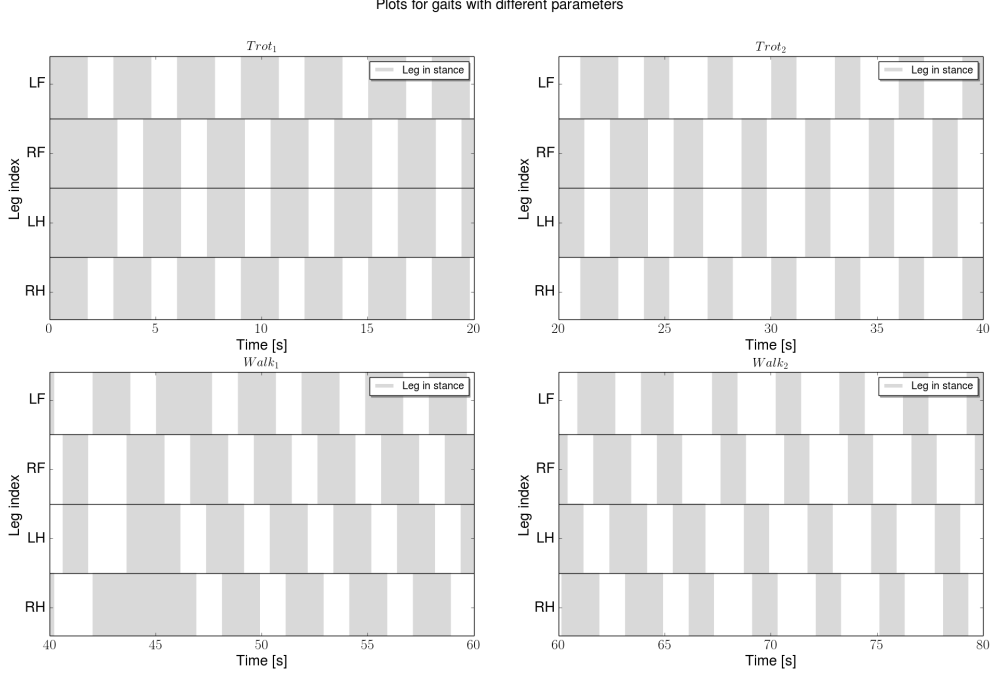 Plots for gaits with different parameters
Trot1
Trot2
LF
RF
LH
RH
Leg index
Leg in stance
0 5 10 15 20
Time [s]
LF
RF
LH
RH
Leg index
Leg in stance
20 25 30 35 40
Time [s]
Walk1
Walk2
LF
RF
LH
RH
Leg index
Leg in stance
40 45 50 55 60
Time [s]
LF
RF
LH
RH
Leg index
Leg in stance
60 65 70 75 80
Time [s]